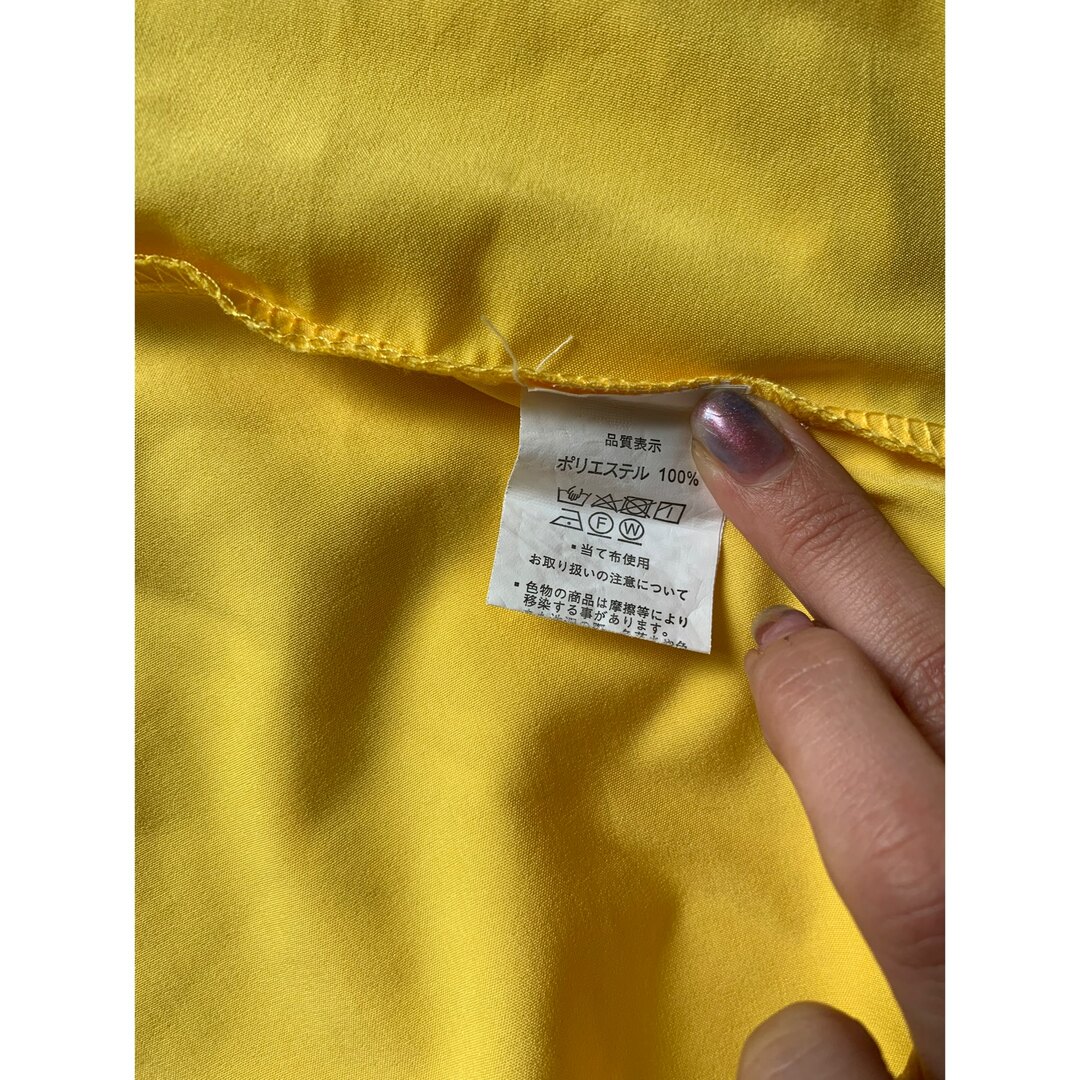 品質表示
ポリエステル 100%
F W
▪当て布使用
お取り扱いの注意について
▪色物の商品は摩擦等により
移染する事があります。